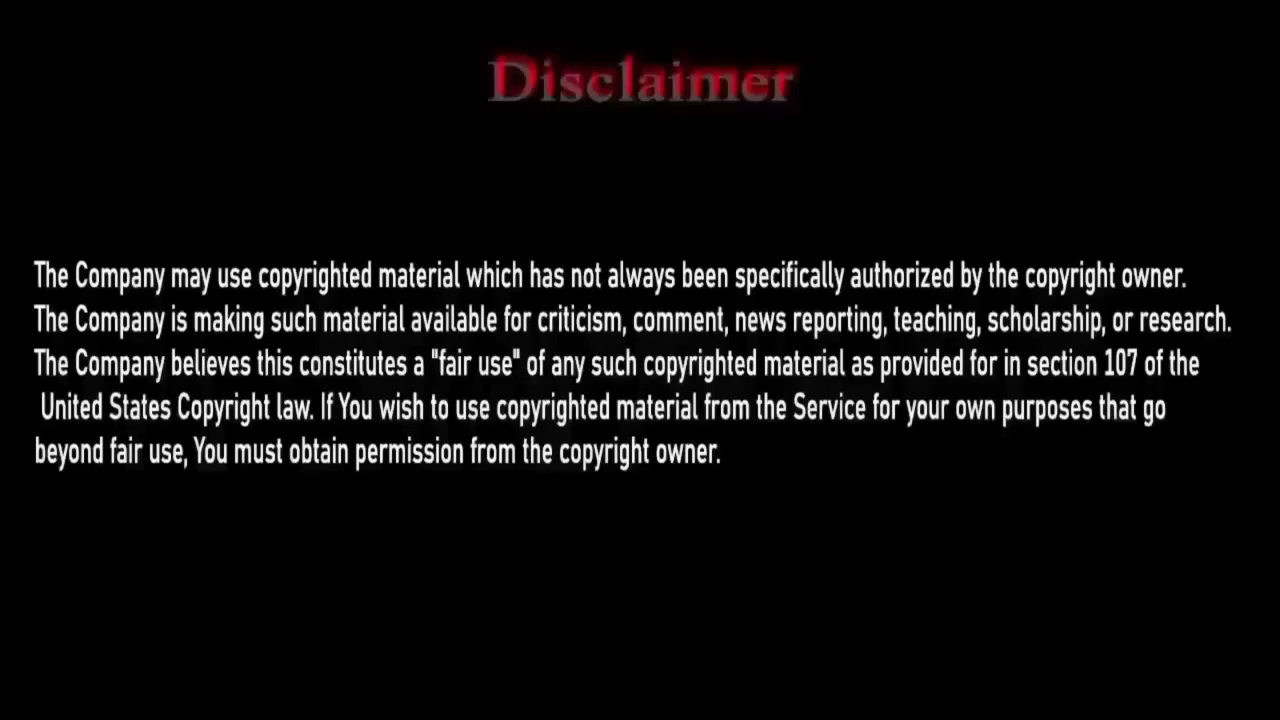 Disclaimer
The Company may use copyrighted material which has not always been specifically authorized by the copyright owner.
The Company is making such material available for criticism, comment, news reporting, teaching, scholarship, or research.
The Company believes this constitutes a "fair use" of any such copyrighted material as provided for in section 107 of the
United States Copyright law. If You wish to use copyrighted material from the Service for your own purposes that go
beyond fair use, You must obtain permission from the copyright owner.